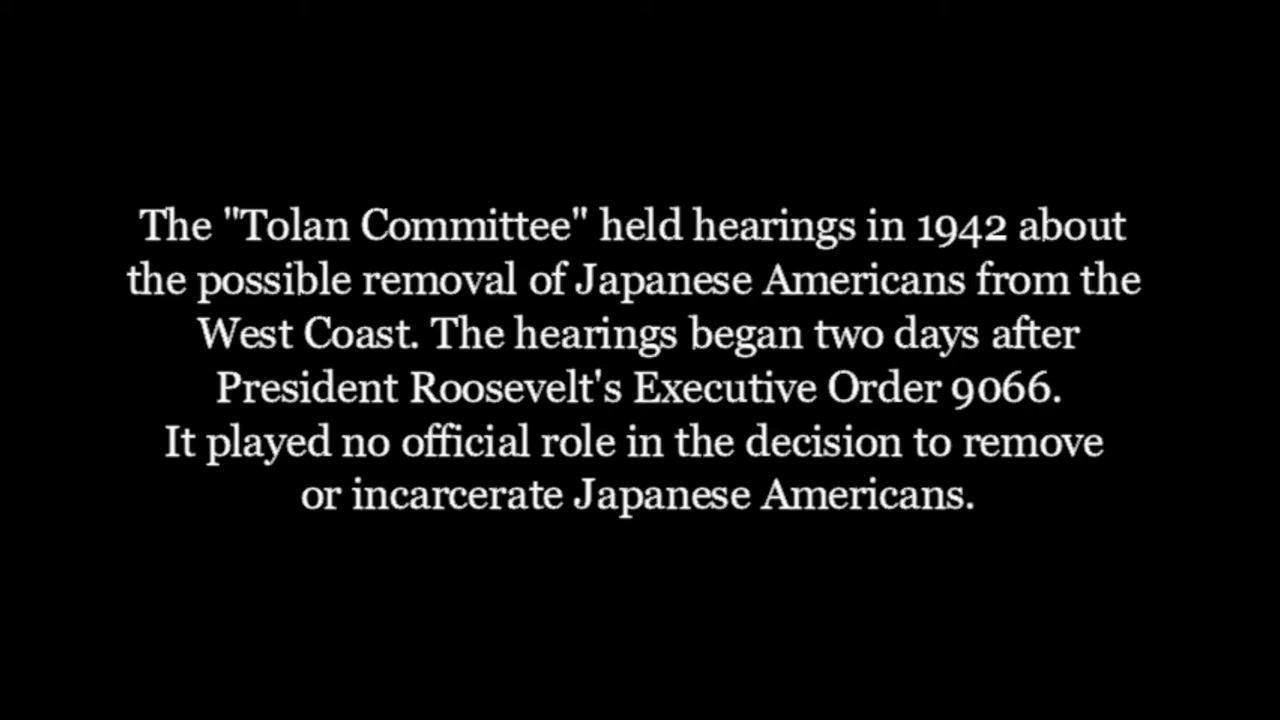 The "Tolan Committee" held hearings in 1942 about
the possible removal of Japanese Americans from the
West Coast. The hearings began two days after
President Roosevelt's Executive Order 9066.
It played no official role in the decision to remove
or incarcerate Japanese Americans.